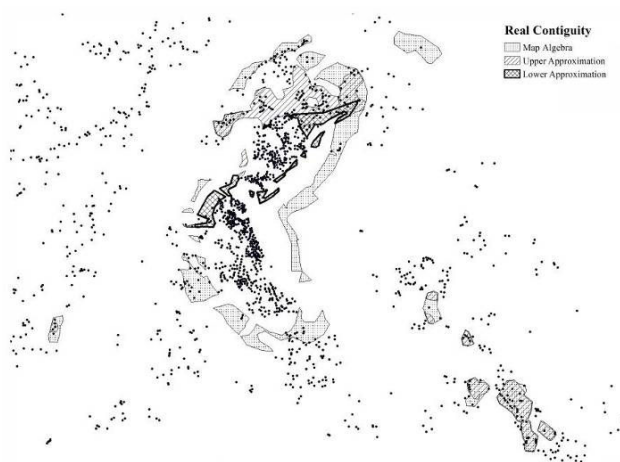 Real Contiguity
Map Algebra
Upper Approximation
Lower Approximation